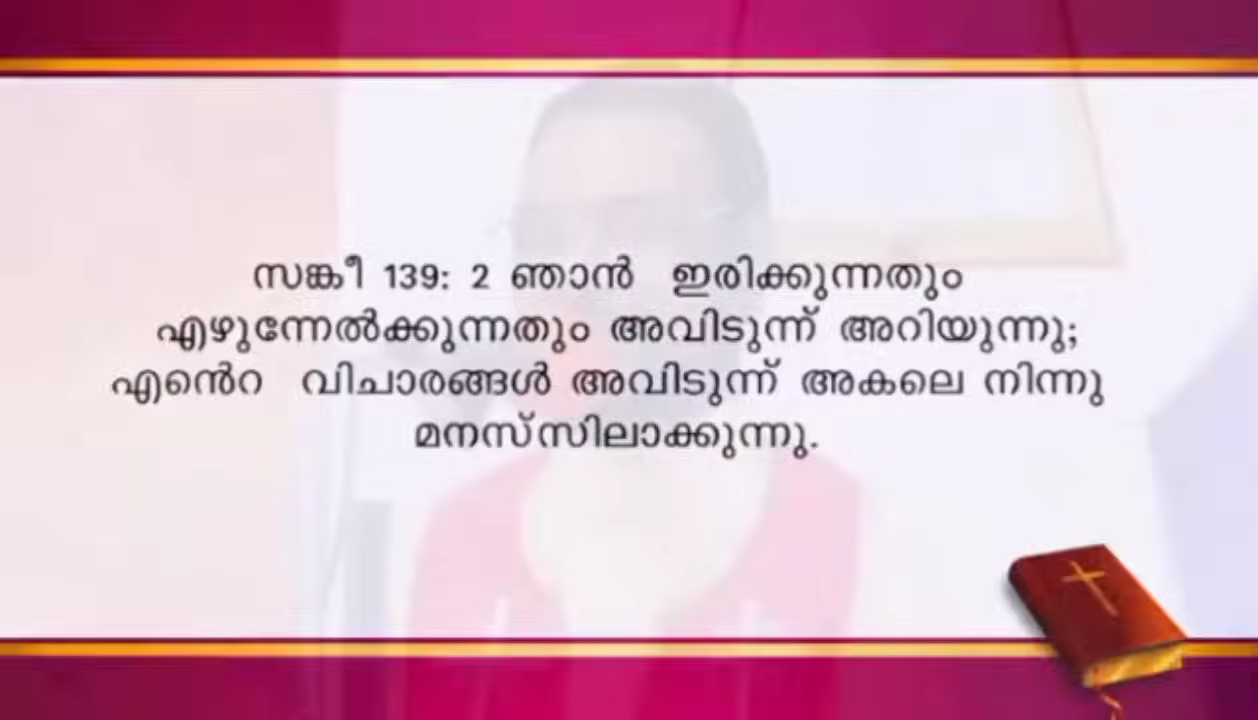 സങ്കീ 139: 2 ഞാൻ ഇരിക്കുന്നതും
എഴുന്നേൽക്കുന്നതും അവിടുന്ന് അറിയുന്നു;
എൻെറ വിചാരങ്ങൾ അവിടുന്ന് അകലെ നിന്നു
മനസ്സിലാക്കുന്നു.